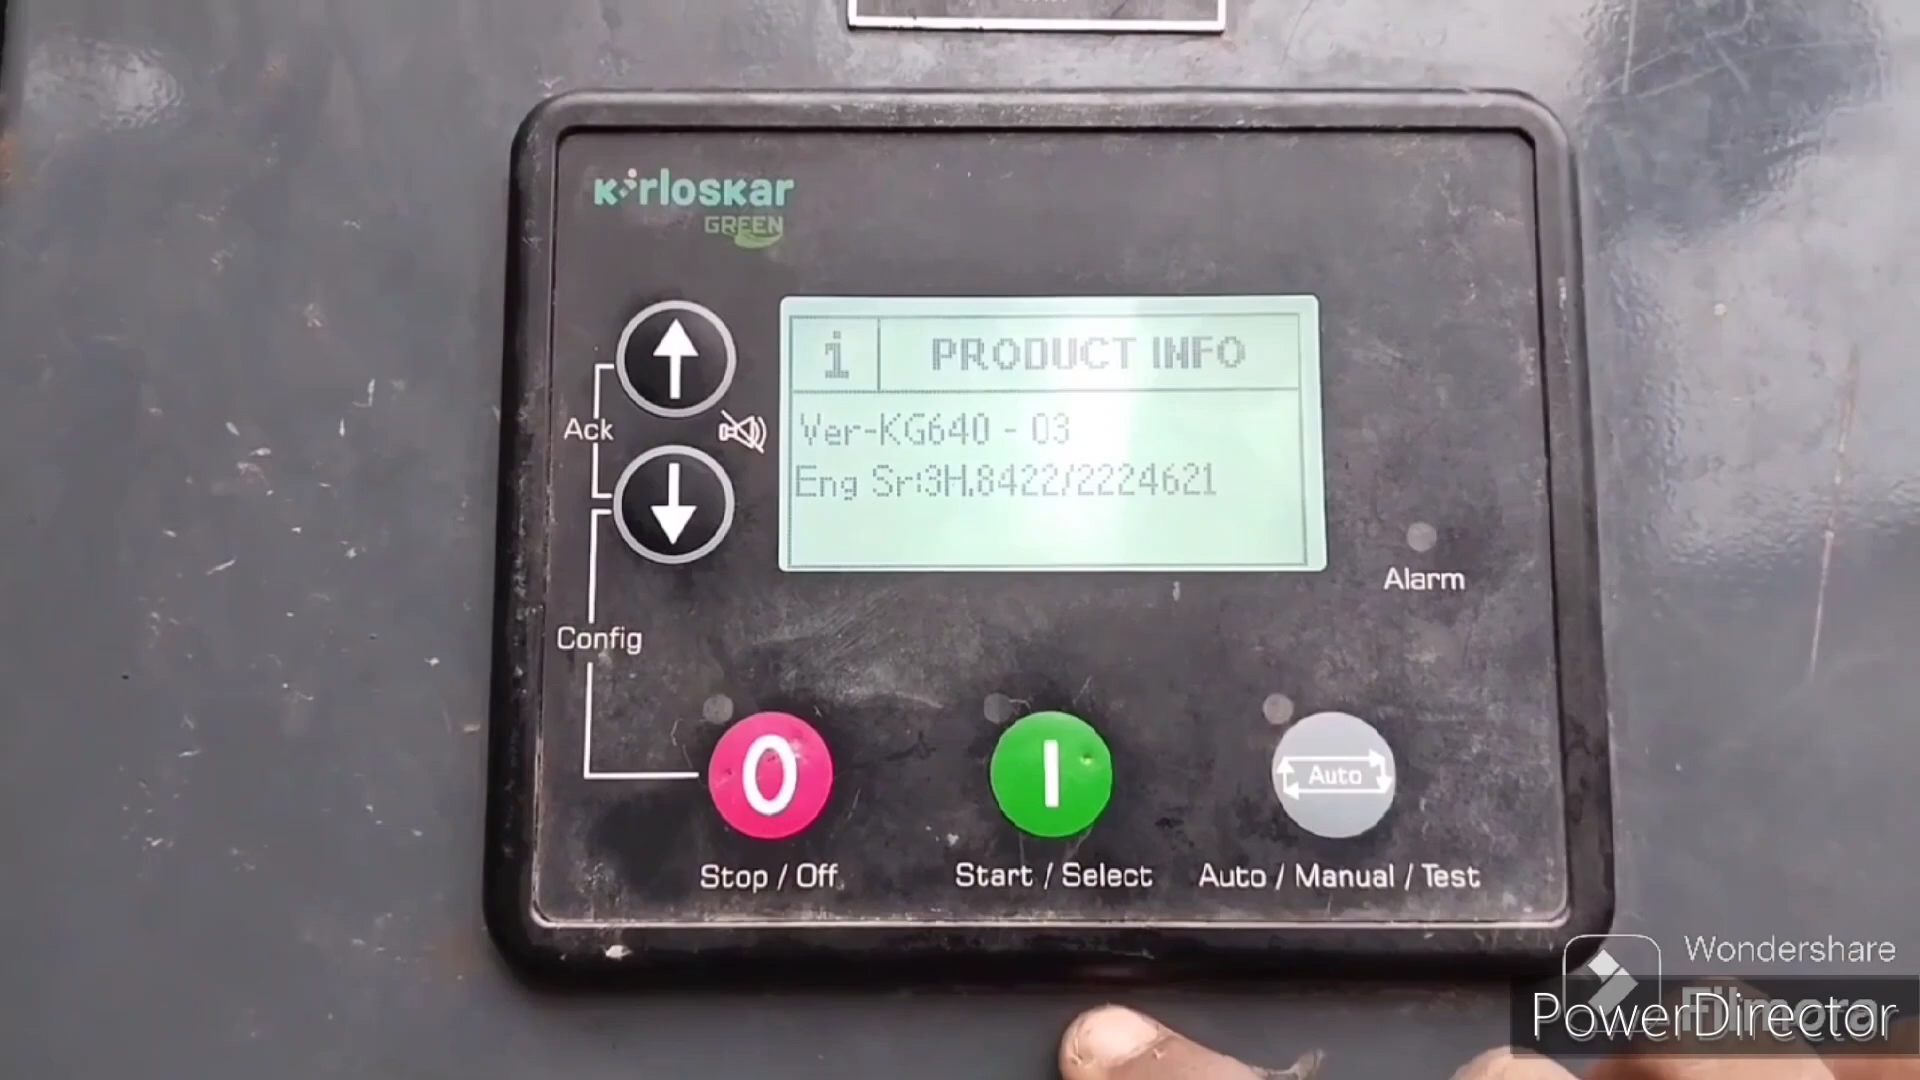 Kirloskar
GREEN
i PRODUCT INFO
Ver-KG640 - 03
Eng Sr:3H.8422/2224621
Ack
Alarm
Config
0
I
Auto
Stop / Off
Start / Select
Auto / Manual / Test
Wondershare
Filmora
PowerDirector